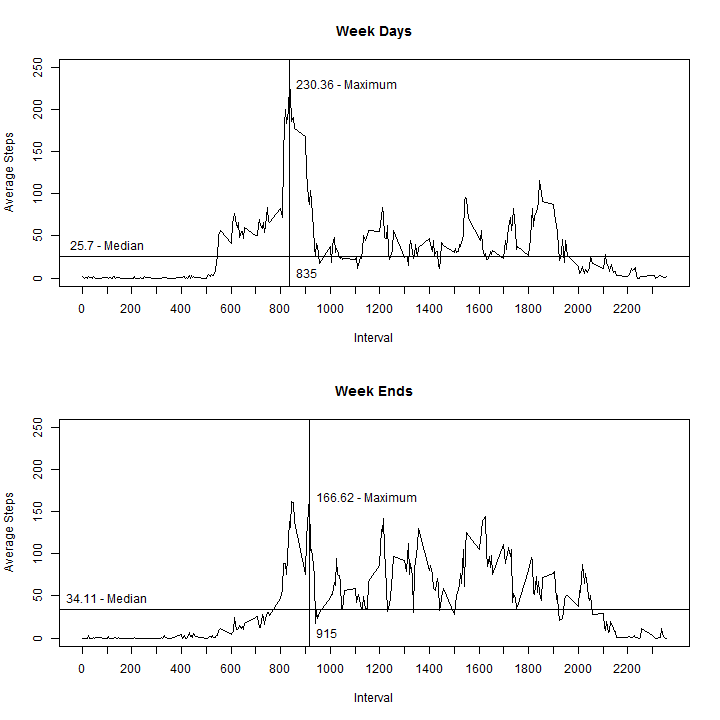 Week Days
250
200
150
100
50
0
Average Steps
230.36 - Maximum
25.7 - Median
835
0 200 400 600 800 1000 1200 1400 1600 1800 2000 2200
Interval
Week Ends
250
200
150
100
50
0
Average Steps
166.62 - Maximum
34.11 - Median
915
0 200 400 600 800 1000 1200 1400 1600 1800 2000 2200
Interval